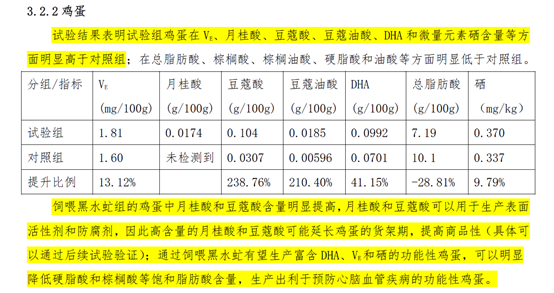 3.2.2 鸡蛋
试验结果表明试验组鸡蛋在 VE、月桂酸、豆蔻酸、豆蔻油酸、DHA 和微量元素硒含量等方
面明显高于对照组；在总脂肪酸、棕榈酸、棕榈油酸、硬脂酸和油酸等方面明显低于对照组。
分组/指标 VE 月桂酸 豆蔻酸 豆蔻油酸 DHA 总脂肪酸 硒
(mg/100g) (g/100g) (g/100g) (g/100g) (g/100g) (g/100g) (mg/kg)
试验组 1.81 0.0174 0.104 0.0185 0.0992 7.19 0.370
对照组 1.60 未检测到 0.0307 0.00596 0.0701 10.1 0.337
提升比例 13.12% 238.76% 210.40% 41.15% -28.81% 9.79%
饲喂黑水虻组的鸡蛋中月桂酸和豆蔻酸含量明显提高，月桂酸和豆蔻酸可以用于生产表面
活性剂和防腐剂，因此高含量的月桂酸和豆蔻酸可能延长鸡蛋的货架期，提高商品性（具体可
以通过后续试验验证）；通过饲喂黑水虻有望生产富含 DHA、VE 和硒的功能性鸡蛋，可以明显
降低硬脂酸和棕榈酸等饱和脂肪酸含量，生产出利于预防心脑血管疾病的功能性鸡蛋。